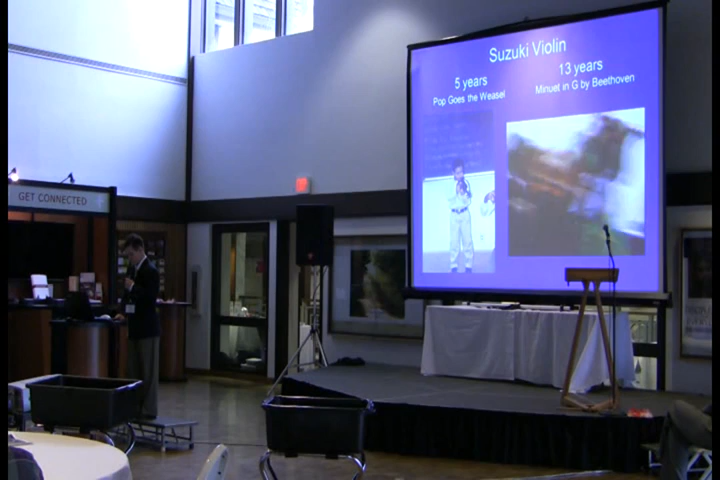 Suzuki Violin
5 years
Pop Goes the Weasel
13 years
Minuet in G by Beethoven
GET CONNECTED